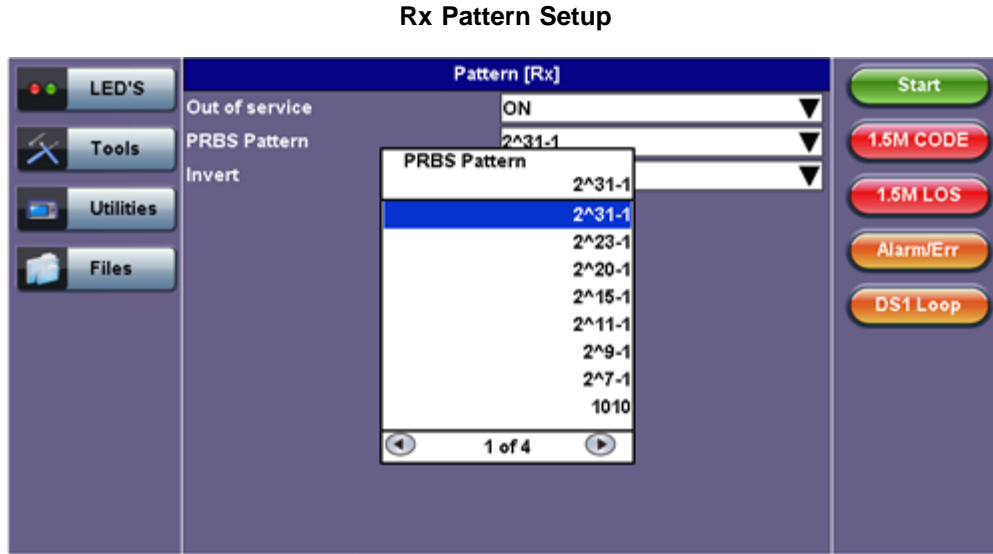 Rx Pattern Setup
LED'S
Tools
Utilities
Files
Pattern [Rx]
Out of service ON
PRBS Pattern 2^31-1
Invert
PRBS Pattern
2^31-1
2^31-1
2^23-1
2^20-1
2^15-1
2^11-1
2^9-1
2^7-1
1010
1 of 4
Start
1.5M CODE
1.5M LOS
Alarm/Err
DS1 Loop